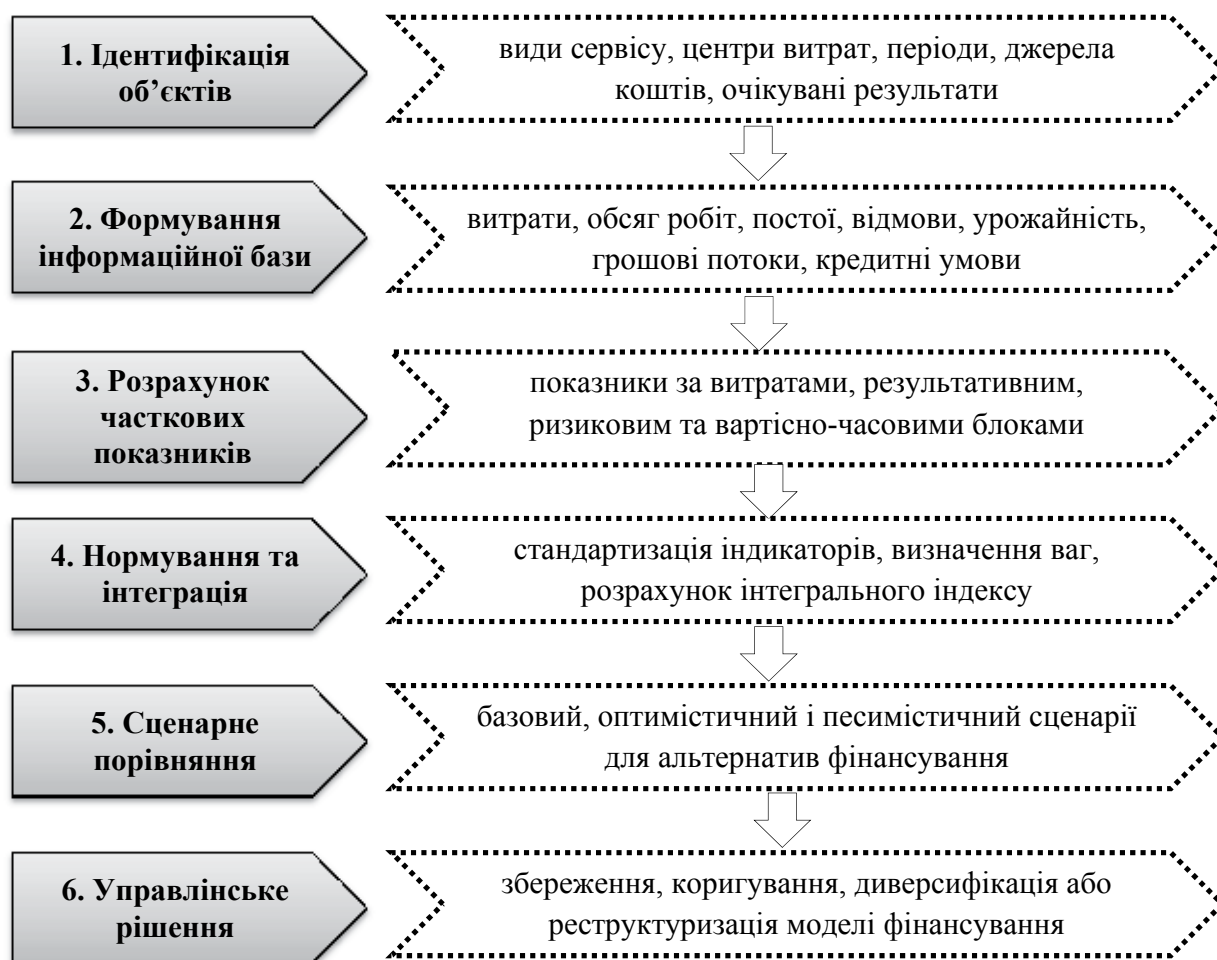 1. Ідентифікація
об’єктів
види сервісу, центри витрат, періоди, джерела
коштів, очікувані результати
2. Формування
інформаційної бази
витрати, обсяг робіт, постої, відмови, урожайність,
грошові потоки, кредитні умови
3. Розрахунок
часткових
показників
показники за витратами, результативним,
ризиковим та вартісно-часовими блоками
4. Нормування та
інтеграція
стандартизація індикаторів, визначення ваг,
розрахунок інтегрального індексу
5. Сценарне
порівняння
базовий, оптимістичний і песимістичний сценарії
для альтернатив фінансування
6. Управлінське
рішення
збереження, коригування, диверсифікація або
реструктуризація моделі фінансування